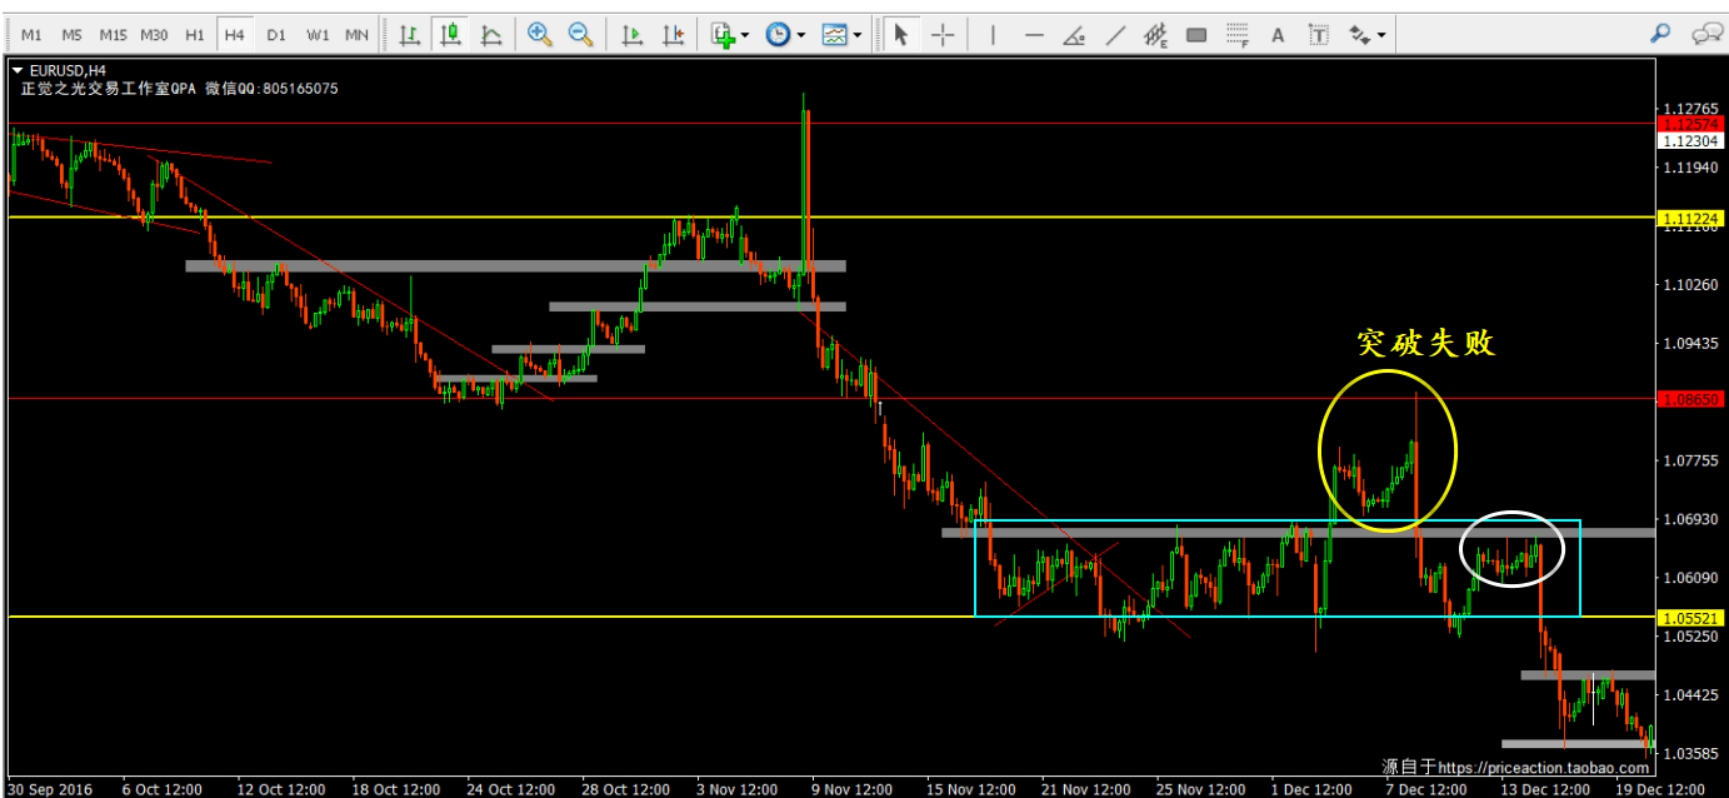 M1 M5 M15 M30 H1 H4 D1 W1 MN E F A T
EURUSD,H4
正觉之光交易工作室QPA 微信QQ:805165075
1.12765
1.12574
1.12304
1.11940
1.11224
1.10260
1.09435
突破失败
1.08650
1.07755
1.06930
1.06090
1.05521
1.05250
1.04425
1.03585
源自于https://priceaction.taobao.com
30 Sep 2016 6 Oct 12:00 12 Oct 12:00 18 Oct 12:00 24 Oct 12:00 28 Oct 12:00 3 Nov 12:00 9 Nov 12:00 15 Nov 12:00 21 Nov 12:00 25 Nov 12:00 1 Dec 12:00 7 Dec 12:00 13 Dec 12:00 19 Dec 12:00